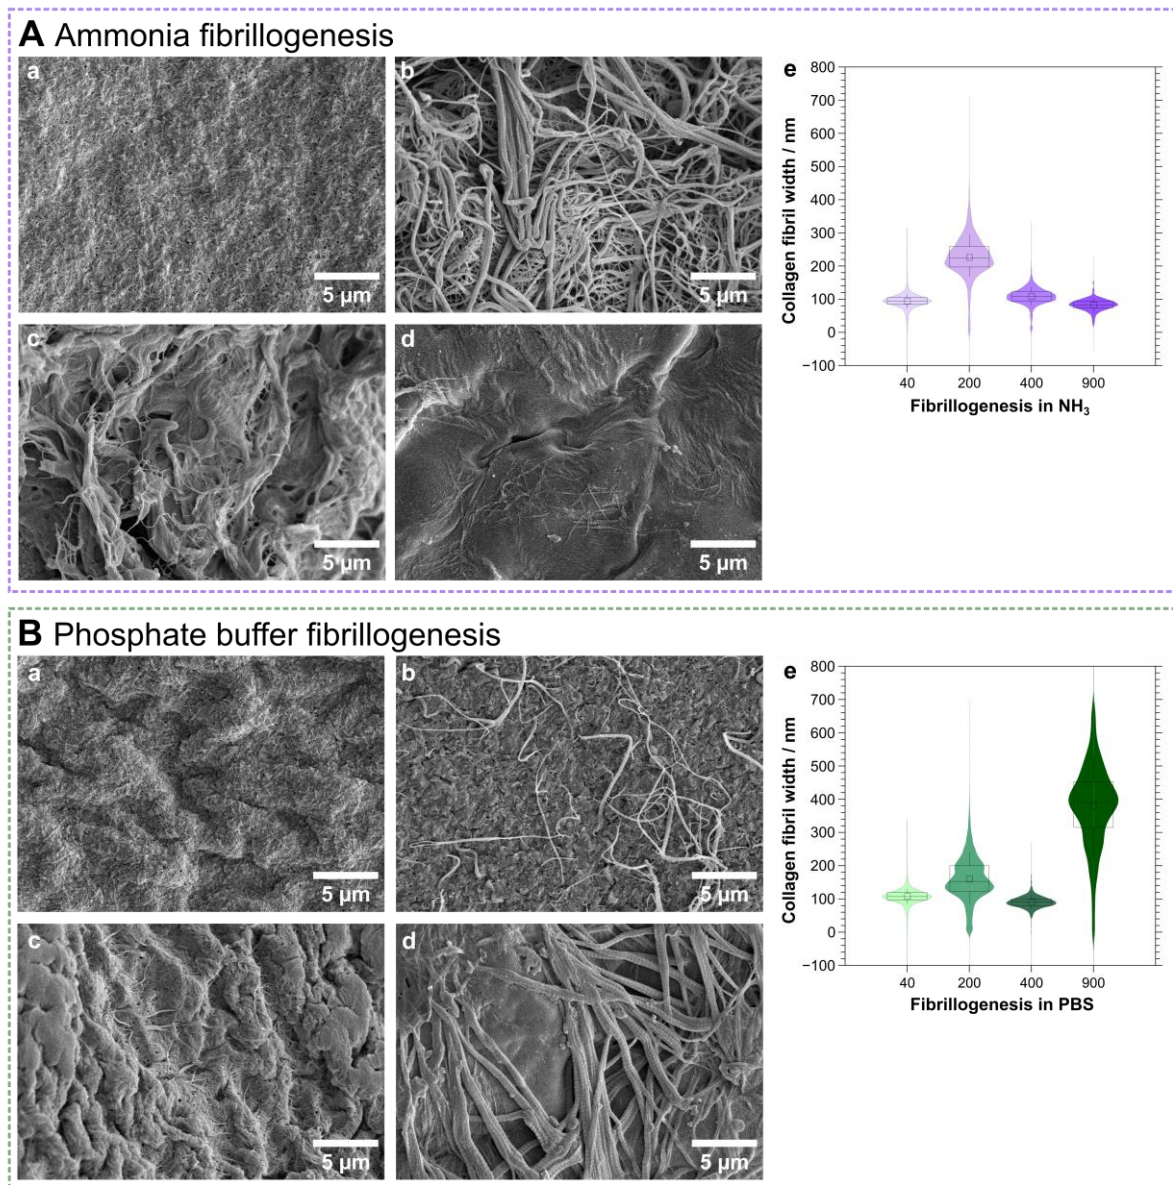 A Ammonia fibrillogenesis
a
5 µm
b
5 µm
c
5 µm
d
5 µm
e
800
700
600
500
400
300
200
100
0
−100
Collagen fibril width / nm
40 200 400 900
Fibrillogenesis in NH₃
B Phosphate buffer fibrillogenesis
a
5 µm
b
5 µm
c
5 µm
d
5 µm
e
800
700
600
500
400
300
200
100
0
−100
Collagen fibril width / nm
40 200 400 900
Fibrillogenesis in PBS